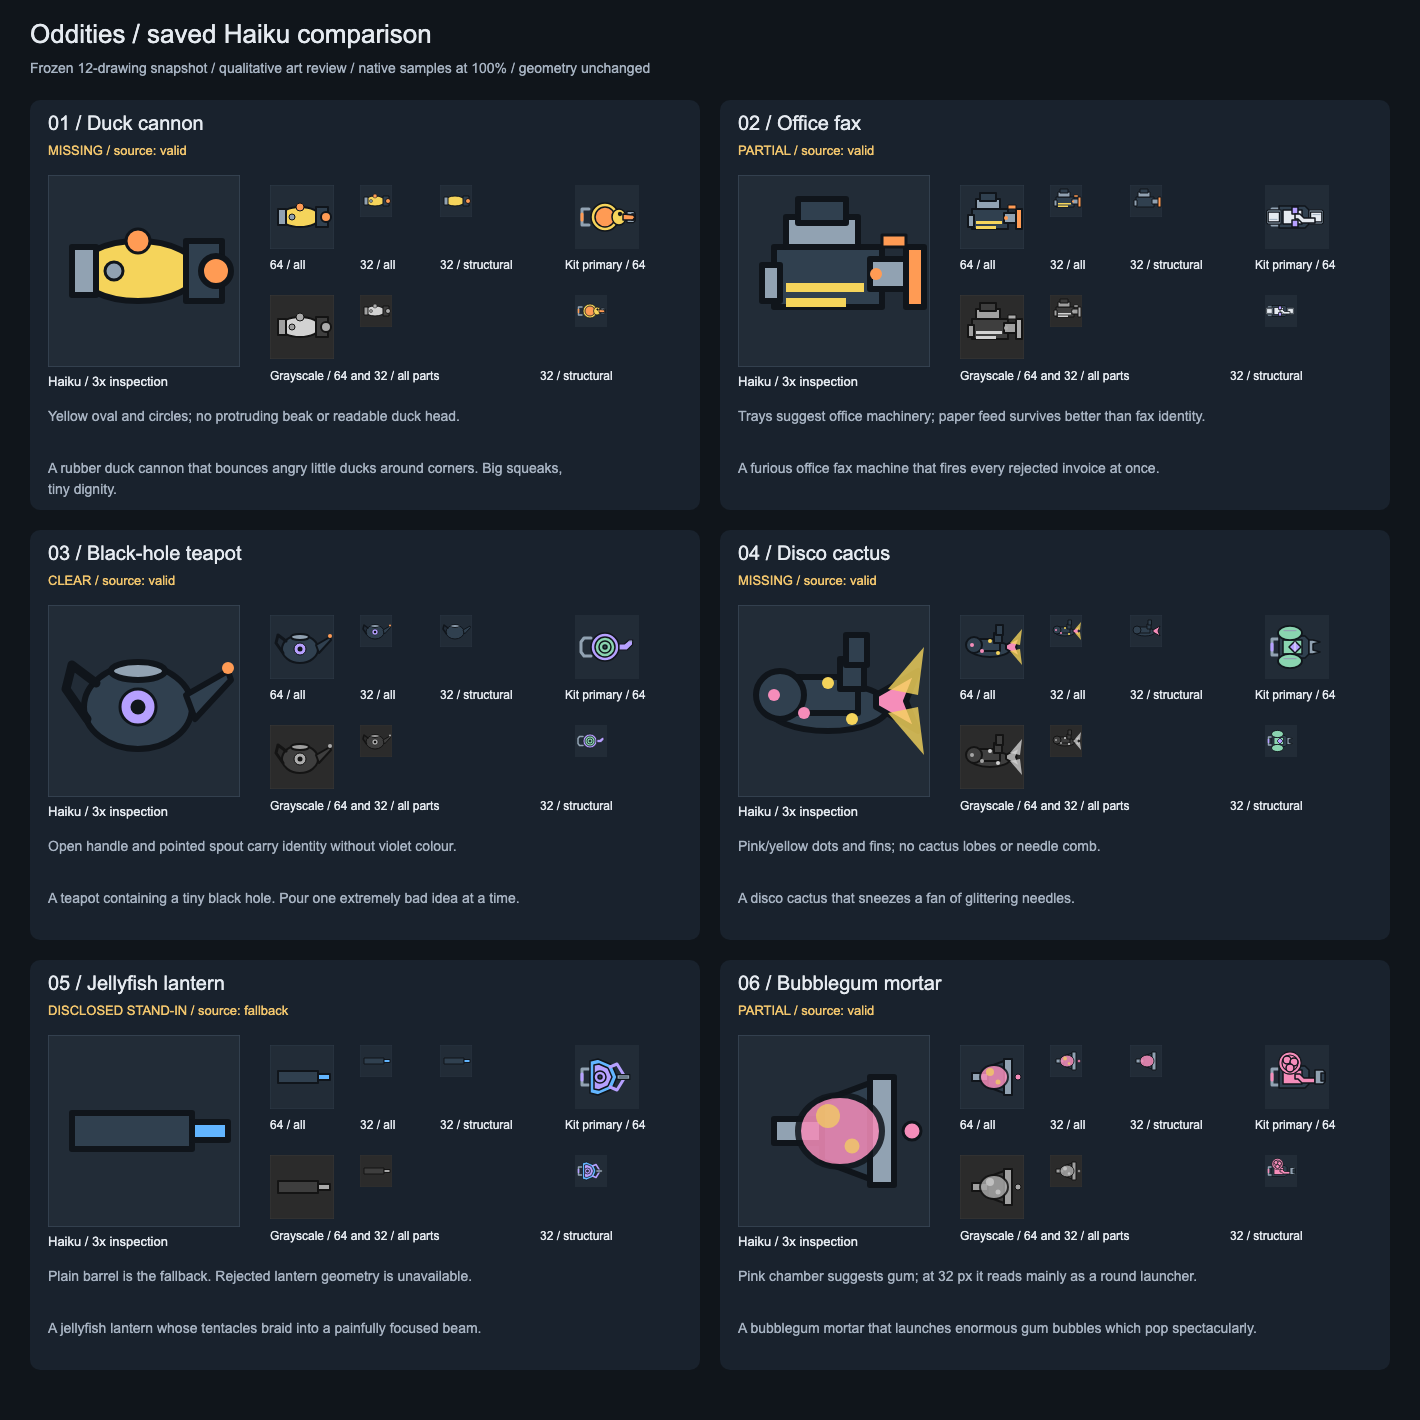 Oddities / saved Haiku comparison
Frozen 12-drawing snapshot / qualitative art review / native samples at 100% / geometry unchanged
01 / Duck cannon
MISSING / source: valid
64 / all
32 / all
32 / structural
Kit primary / 64
Haiku / 3x inspection
Grayscale / 64 and 32 / all parts
32 / structural
Yellow oval and circles; no protruding beak or readable duck head.
A rubber duck cannon that bounces angry little ducks around corners. Big squeaks,
tiny dignity.
02 / Office fax
PARTIAL / source: valid
64 / all
32 / all
32 / structural
Kit primary / 64
Haiku / 3x inspection
Grayscale / 64 and 32 / all parts
32 / structural
Trays suggest office machinery; paper feed survives better than fax identity.
A furious office fax machine that fires every rejected invoice at once.
03 / Black-hole teapot
CLEAR / source: valid
64 / all
32 / all
32 / structural
Kit primary / 64
Haiku / 3x inspection
Grayscale / 64 and 32 / all parts
32 / structural
Open handle and pointed spout carry identity without violet colour.
A teapot containing a tiny black hole. Pour one extremely bad idea at a time.
04 / Disco cactus
MISSING / source: valid
64 / all
32 / all
32 / structural
Kit primary / 64
Haiku / 3x inspection
Grayscale / 64 and 32 / all parts
32 / structural
Pink/yellow dots and fins; no cactus lobes or needle comb.
A disco cactus that sneezes a fan of glittering needles.
05 / Jellyfish lantern
DISCLOSED STAND-IN / source: fallback
64 / all
32 / all
32 / structural
Kit primary / 64
Haiku / 3x inspection
Grayscale / 64 and 32 / all parts
32 / structural
Plain barrel is the fallback. Rejected lantern geometry is unavailable.
A jellyfish lantern whose tentacles braid into a painfully focused beam.
06 / Bubblegum mortar
PARTIAL / source: valid
64 / all
32 / all
32 / structural
Kit primary / 64
Haiku / 3x inspection
Grayscale / 64 and 32 / all parts
32 / structural
Pink chamber suggests gum; at 32 px it reads mainly as a round launcher.
A bubblegum mortar that launches enormous gum bubbles which pop spectacularly.